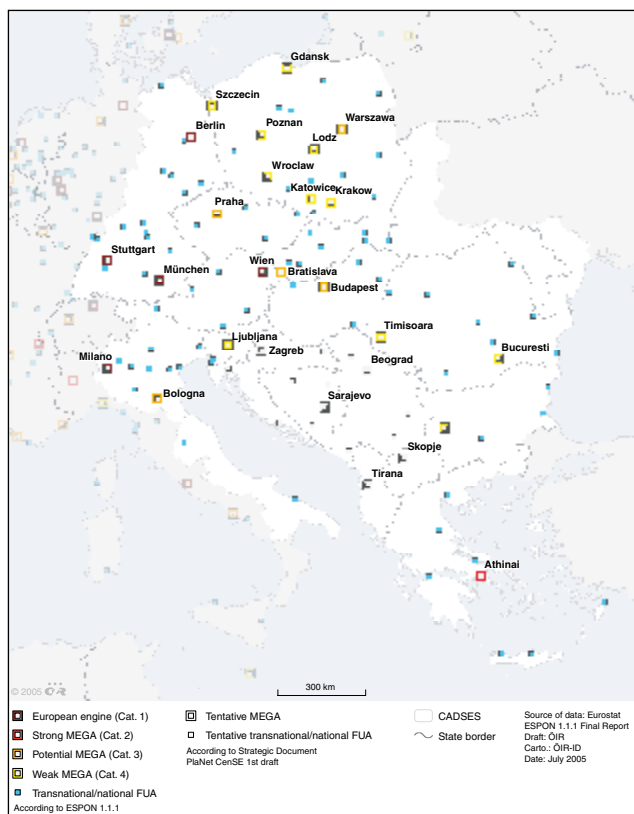 Gdansk
Szczecin
Berlin
Poznan
Warszawa
Lodz
Wroclaw
Katowice
Krakow
Praha
Stuttgart
München
Wien
Bratislava
Budapest
Ljubljana
Zagreb
Timisoara
Beograd
Bucuresti
Milano
Bologna
Sarajevo
Skopje
Tirana
Athinai
© 2005 ÖIR
300 km
European engine (Cat. 1)
Strong MEGA (Cat. 2)
Potential MEGA (Cat. 3)
Weak MEGA (Cat. 4)
Transnational/national FUA
According to ESPON 1.1.1
Tentative MEGA
Tentative transnational/national FUA
According to Strategic Document
PlaNet CenSE 1st draft
CADSES
State border
Source of data: Eurostat
ESPON 1.1.1 Final Report
Draft: ÖIR
Carto.: ÖIR-ID
Date: July 2005